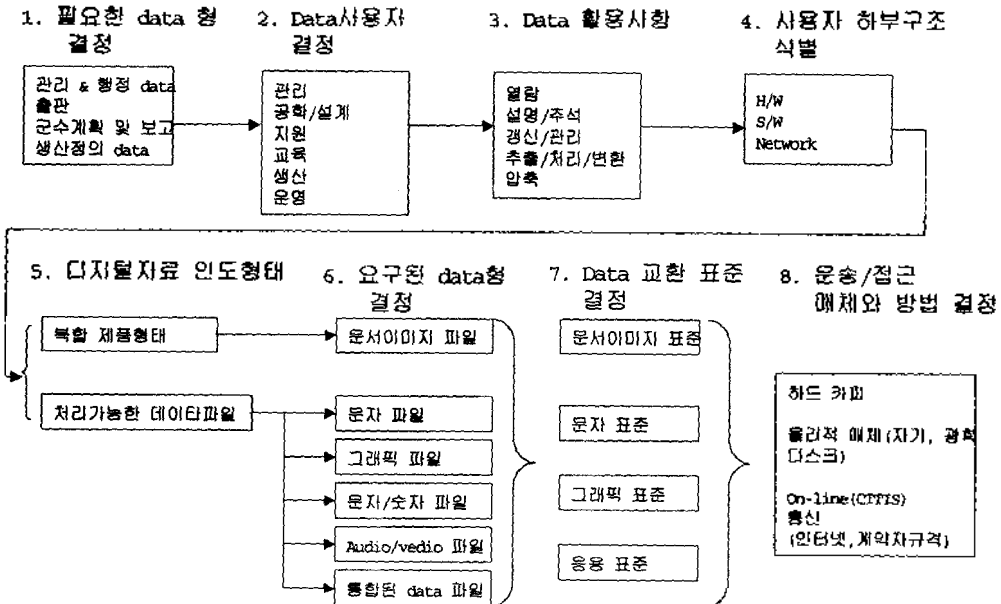 1. 필요한 data 형
결정
관리 & 행정 data
출판
군수계획 및 보고
생산정의 data
2. Data사용자
결정
관리
공학/설계
지원
교육
생산
운영
3. Data 활용사항
열람
설명/주석
갱신/관리
추출/처리/변환
압축
4. 사용자 하부구조
식별
H/W
S/W
Network
5. 디지털자료 인도형태
복합 제품형태
처리가능한 데이타파일
6. 요구된 data형
결정
문서이미지 파일
문자 파일
그래픽 파일
문자/숫자 파일
Audio/vedio 파일
통합된 data 파일
7. Data 교환 표준
결정
문서이미지 표준
문자 표준
그래픽 표준
응용 표준
8. 운송/접근
매체와 방법 결정
하드 카피
물리적 매체(자기, 광학
디스크)
On-line(CTTIS)
통신
(인터넷,계약자규격)